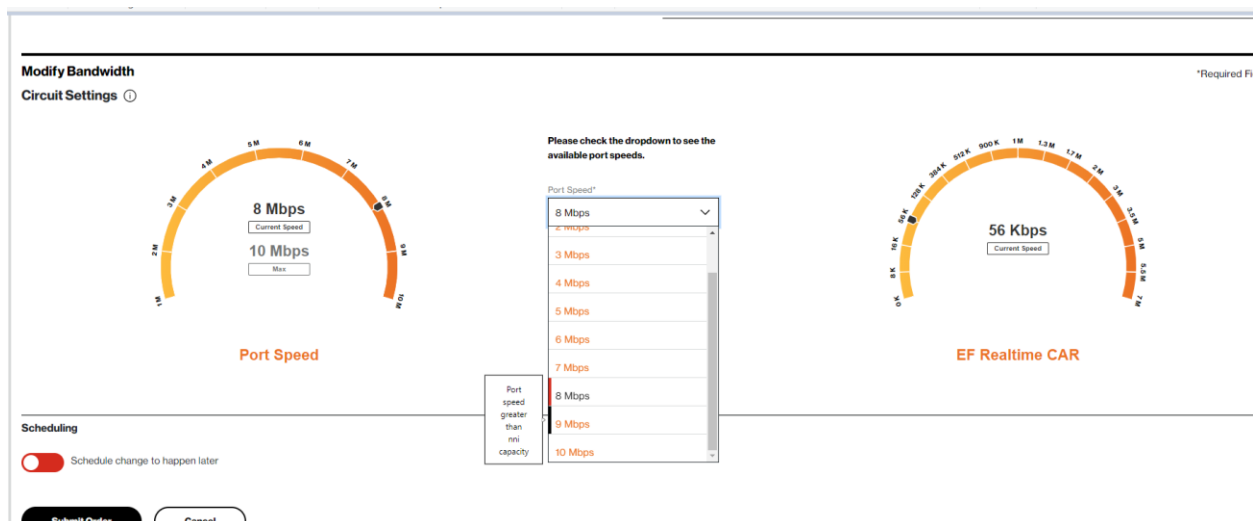 Modify Bandwidth
*Required Fi
Circuit Settings
1 M
2 M
3 M
4 M
5 M
6 M
7 M
8 M
9 M
10 M
8 Mbps
Current Speed
10 Mbps
Max
Port Speed
Please check the dropdown to see the
available port speeds.
Port Speed*
8 Mbps
2 Mbps
3 Mbps
4 Mbps
5 Mbps
6 Mbps
7 Mbps
8 Mbps
9 Mbps
10 Mbps
Port
speed
greater
than
nni
capacity
0 K
8 K
16 K
56 K
128 K
384 K
512 K
900 K
1 M
1.3 M
1.7 M
2 M
3 M
3.5 M
5 M
5.5 M
7 M
56 Kbps
Current Speed
EF Realtime CAR
Scheduling
Schedule change to happen later
Submit Order
Cancel